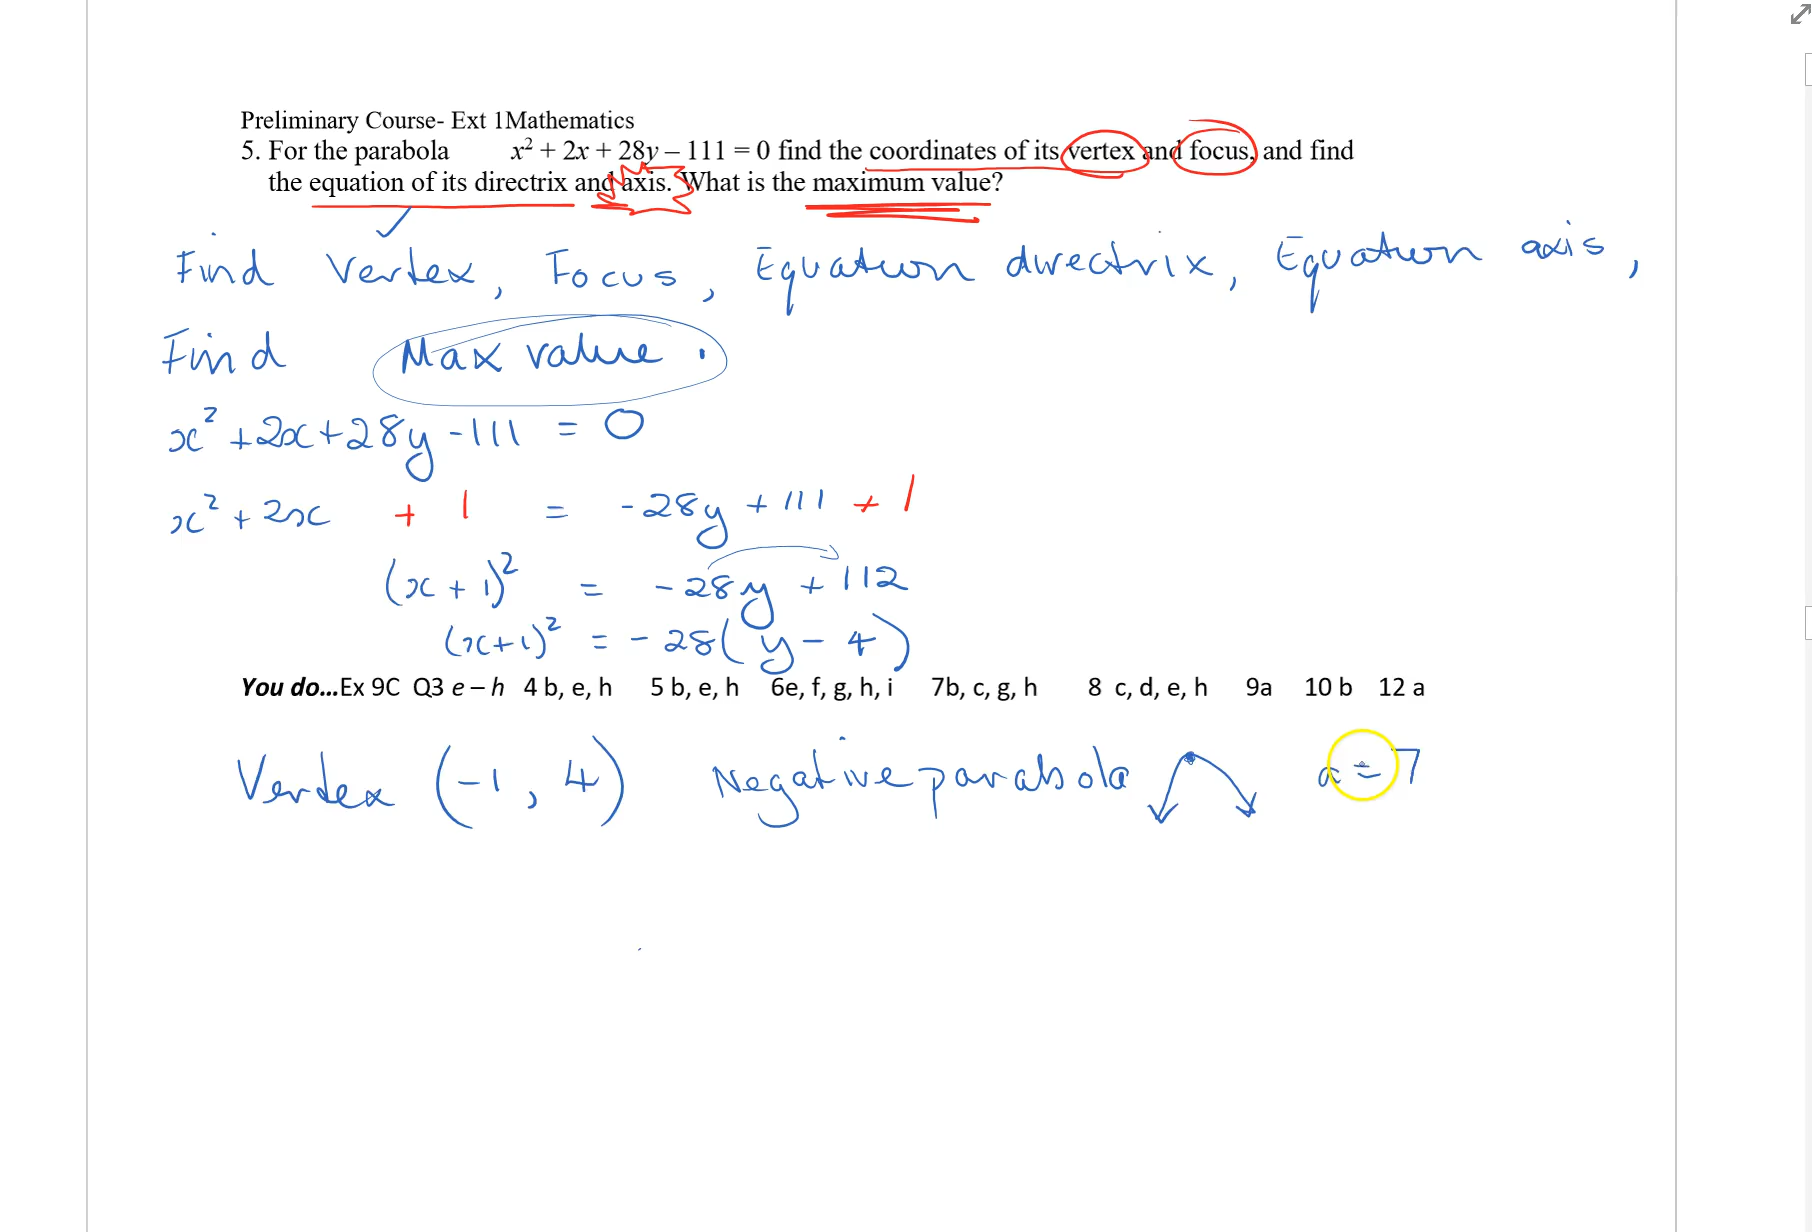 Preliminary Course- Ext 1Mathematics
5. For the parabola x² + 2x + 28y – 111 = 0 find the coordinates of its vertex and focus, and find
the equation of its directrix and axis. What is the maximum value?
Find Vertex, Focus, Equation directrix, Equation axis,
Find Max value.
x² + 2x + 28y - 111 = 0
x² + 2x + 1 = -28y + 111 + 1
(x + 1)² = -28y + 112
(x+1)² = -28(y - 4)
You do...Ex 9C Q3 e – h 4 b, e, h 5 b, e, h 6e, f, g, h, i 7b, c, g, h 8 c, d, e, h 9a 10 b 12 a
Vertex (-1, 4) Negative parabola a = 7